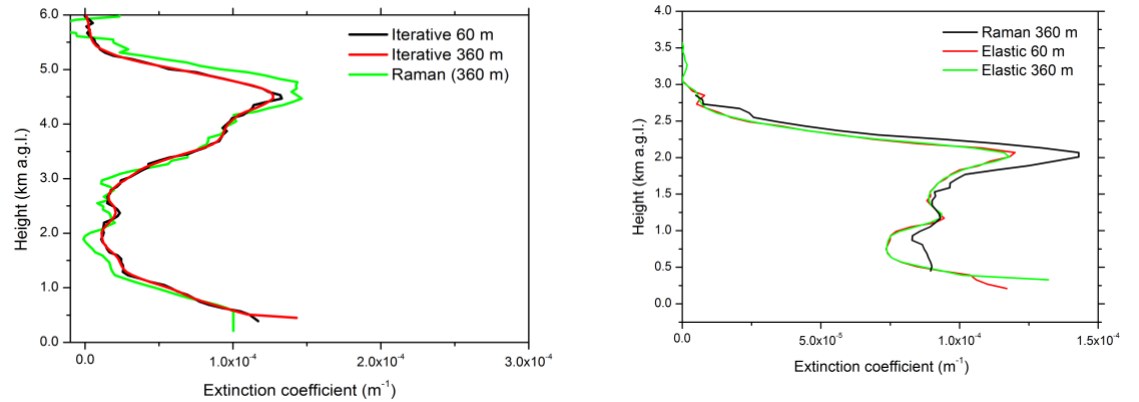 6.0
5.0
4.0
3.0
2.0
1.0
0.0
Height (km a.g.l.)
Iterative 60 m
Iterative 360 m
Raman (360 m)
0.0
1.0x10⁻⁴
2.0x10⁻⁴
3.0x10⁻⁴
Extinction coefficient (m⁻¹)
4.0
3.5
3.0
2.5
2.0
1.5
1.0
0.5
0.0
Height (km a.g.l.)
Raman 360 m
Elastic 60 m
Elastic 360 m
0.0
5.0x10⁻⁵
1.0x10⁻⁴
1.5x10⁻⁴
Extinction coefficient (m⁻¹)